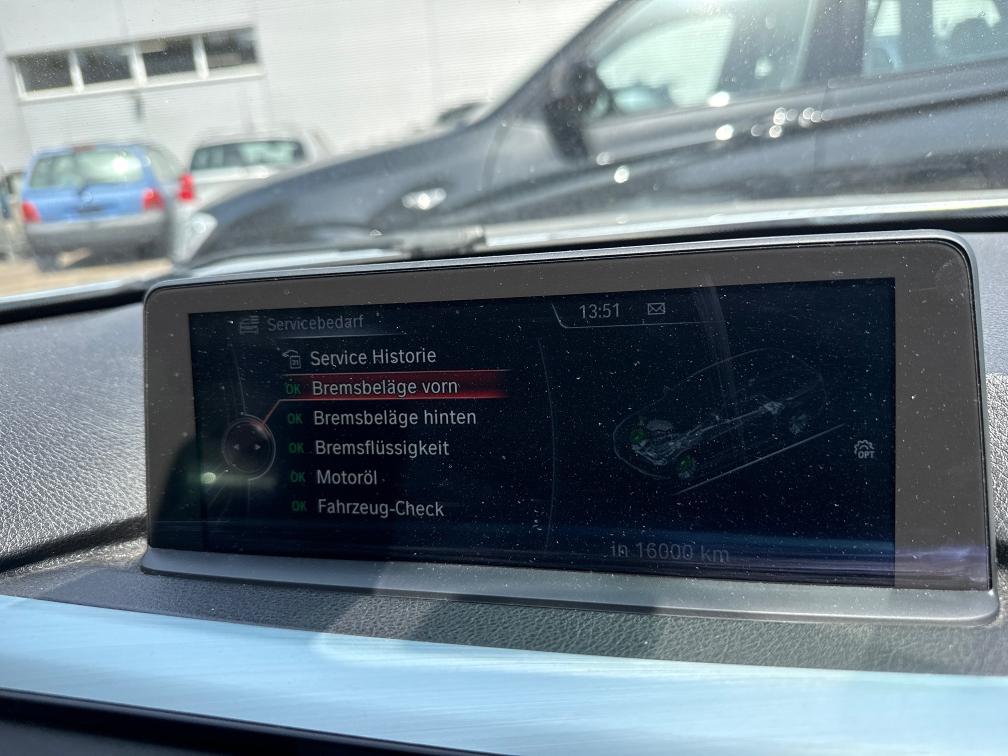 Servicebedarf
13:51
31
Service Historie
OK Bremsbeläge vorn
OK Bremsbeläge hinten
OK Bremsflüssigkeit
OK Motoröl
OK Fahrzeug-Check
OPT
in 16000 km